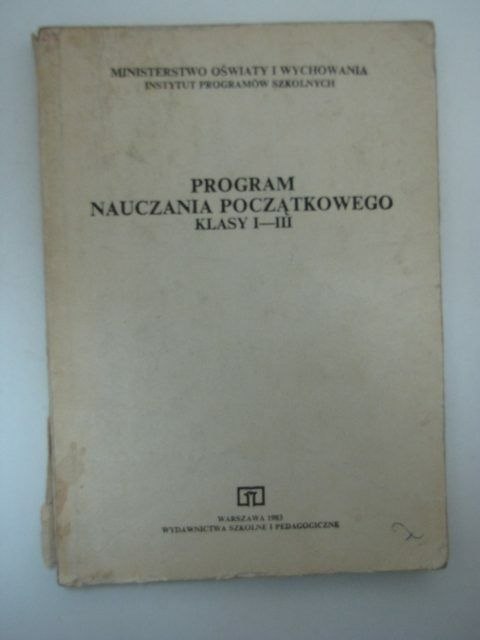 MINISTERSTWO OŚWIATY I WYCHOWANIA
INSTYTUT PROGRAMÓW SZKOLNYCH
PROGRAM
NAUCZANIA POCZĄTKOWEGO
KLASY I—III
WARSZAWA 1983
WYDAWNICTWA SZKOLNE I PEDAGOGICZNE